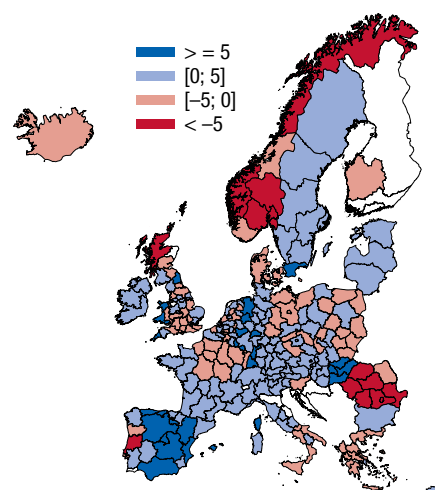 > = 5
[0; 5]
[–5; 0]
< –5